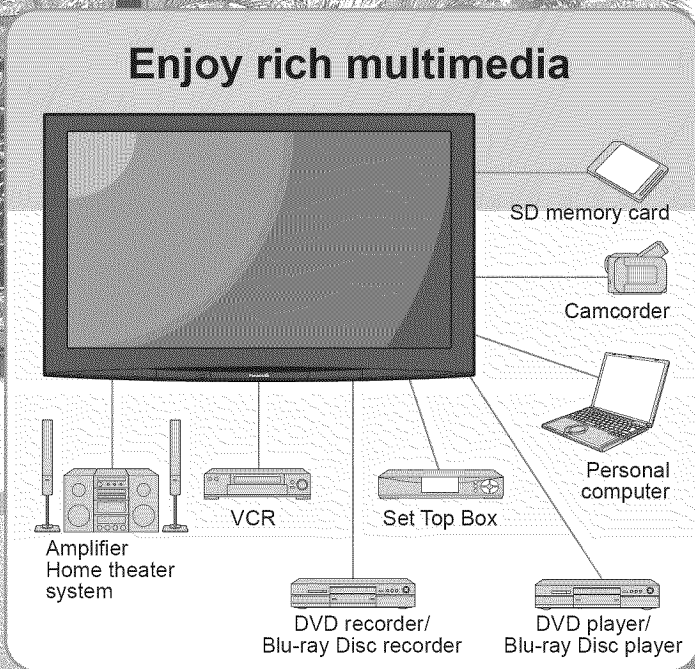 Enjoy rich multimedia
SD memory card
Camcorder
Personal
computer
Panasonic
Amplifier
Home theater
system
VCR
Set Top Box
DVD recorder/
Blu-ray Disc recorder
DVD player/
Blu-ray Disc player